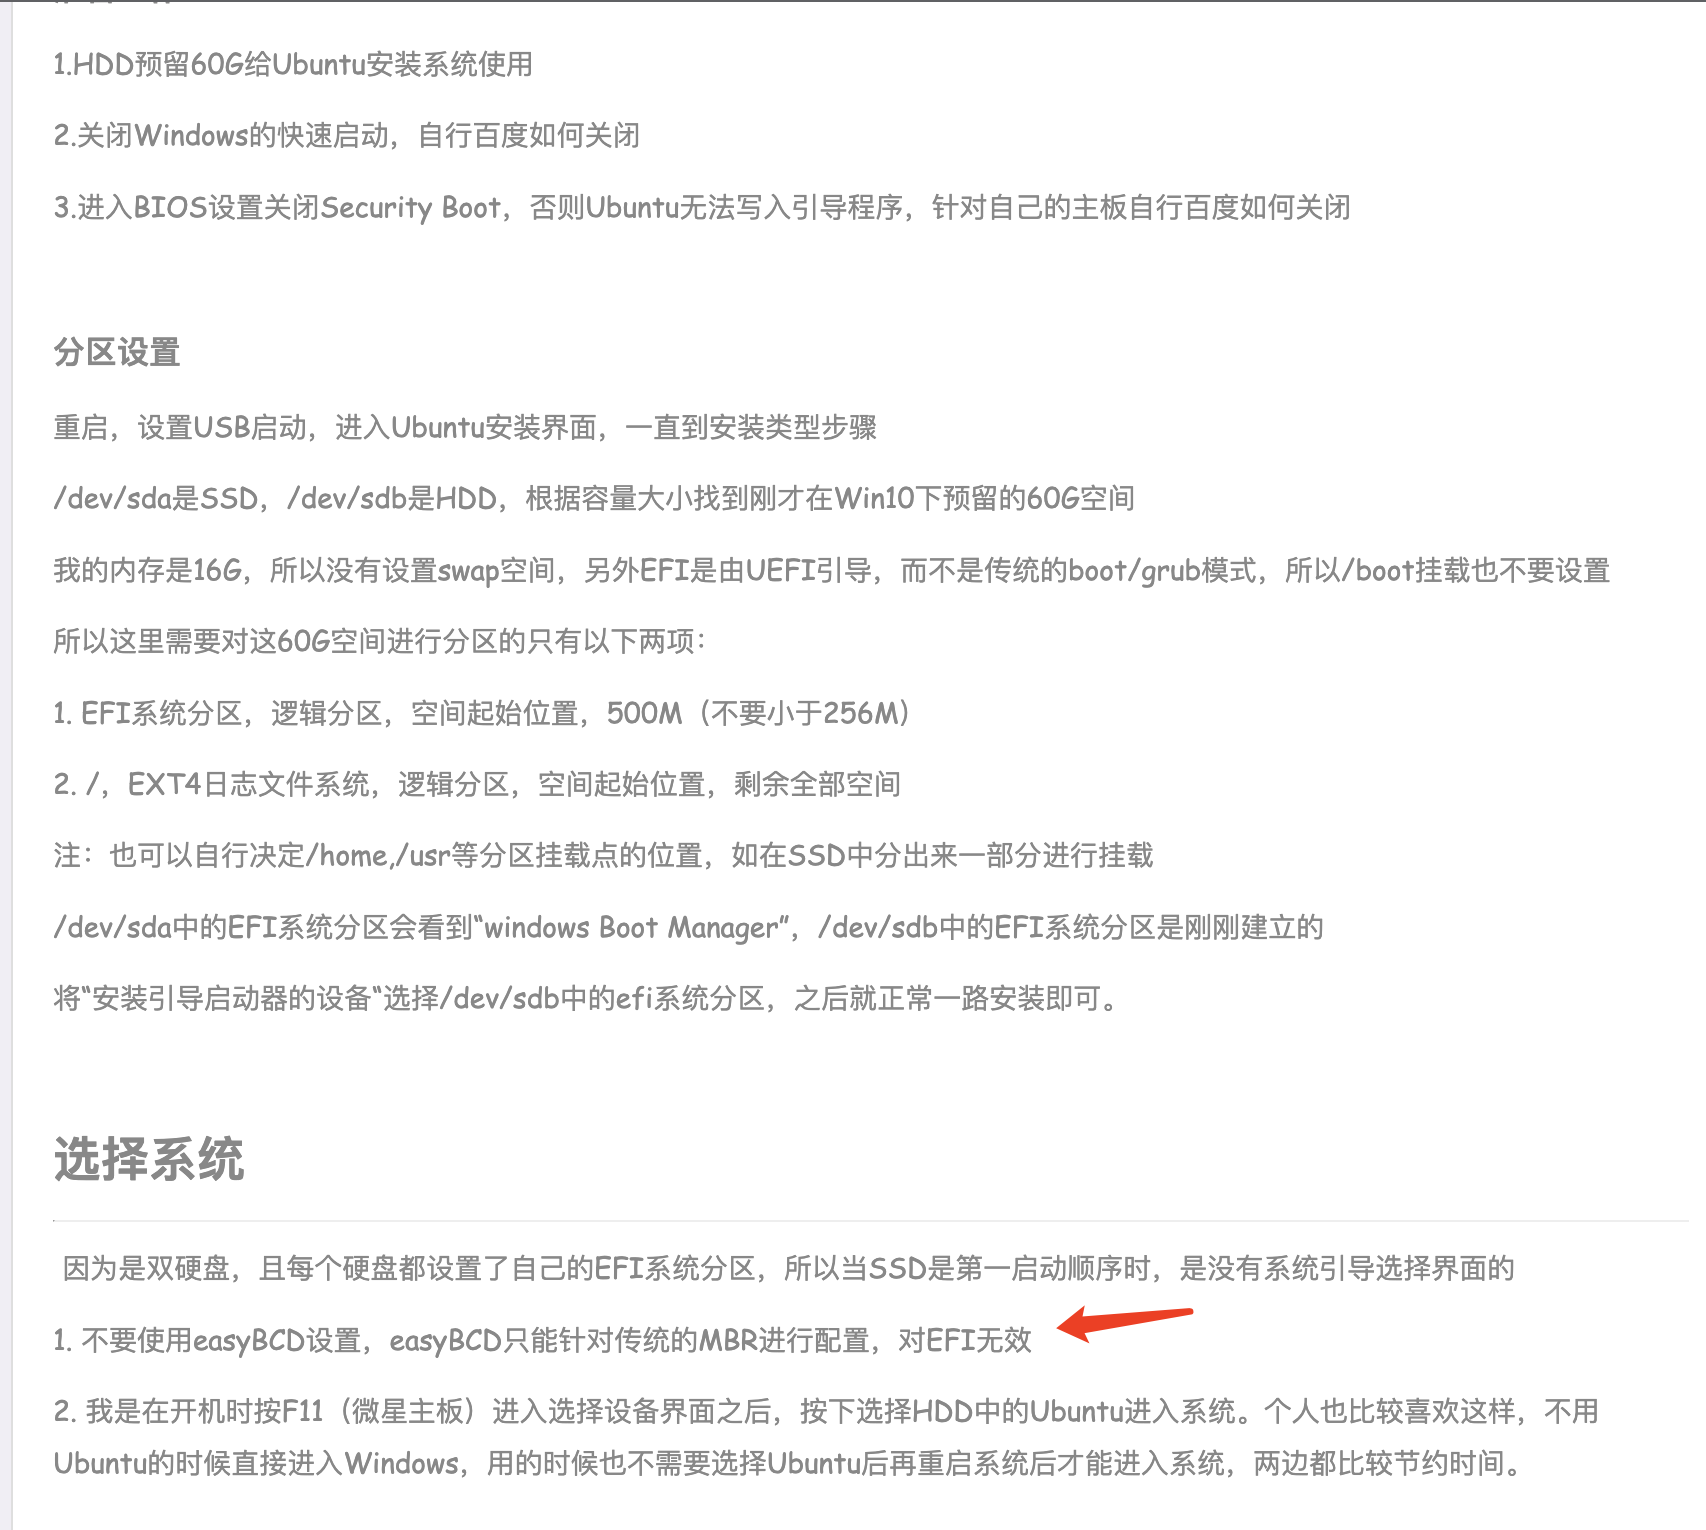 1.HDD预留60G给Ubuntu安装系统使用
2.关闭Windows的快速启动，自行百度如何关闭
3.进入BIOS设置关闭Security Boot，否则Ubuntu无法写入引导程序，针对自己的主板自行百度如何关闭
分区设置
重启，设置USB启动，进入Ubuntu安装界面，一直到安装类型步骤
/dev/sda是SSD，/dev/sdb是HDD，根据容量大小找到刚才在Win10下预留的60G空间
我的内存是16G，所以没有设置swap空间，另外EFI是由UEFI引导，而不是传统的boot/grub模式，所以/boot挂载也不要设置
所以这里需要对这60G空间进行分区的只有以下两项：
1. EFI系统分区，逻辑分区，空间起始位置，500M（不要小于256M）
2. /，EXT4日志文件系统，逻辑分区，空间起始位置，剩余全部空间
注：也可以自行决定/home,/usr等分区挂载点的位置，如在SSD中分出来一部分进行挂载
/dev/sda中的EFI系统分区会看到“windows Boot Manager”，/dev/sdb中的EFI系统分区是刚刚建立的
将“安装引导启动器的设备“选择/dev/sdb中的efi系统分区，之后就正常一路安装即可。
选择系统
因为是双硬盘，且每个硬盘都设置了自己的EFI系统分区，所以当SSD是第一启动顺序时，是没有系统引导选择界面的
1. 不要使用easyBCD设置，easyBCD只能针对传统的MBR进行配置，对EFI无效
2. 我是在开机时按F11（微星主板）进入选择设备界面之后，按下选择HDD中的Ubuntu进入系统。个人也比较喜欢这样，不用
Ubuntu的时候直接进入Windows，用的时候也不需要选择Ubuntu后再重启系统后才能进入系统，两边都比较节约时间。